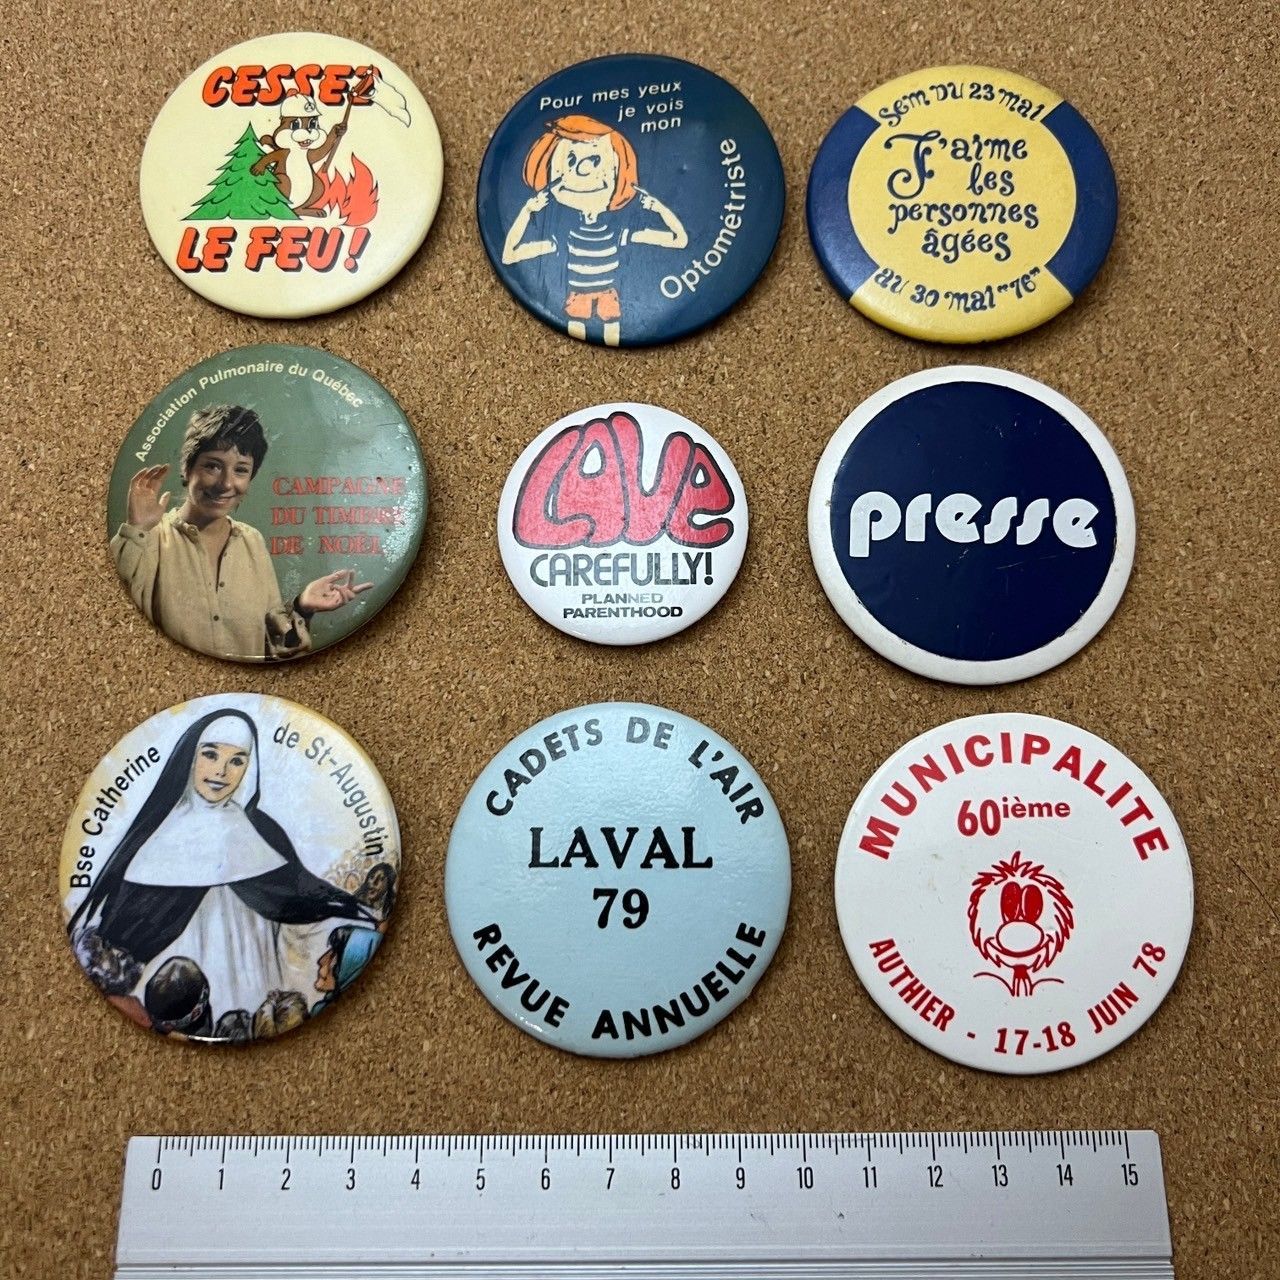 CESSEZ
LE FEU!
Pour mes yeux
je vois
mon
Optométriste
sem DU 23 mai
J'aime
les
personnes
âgées
au 30 mai "76"
Association Pulmonaire du Québec
CAMPAGNE
DU TIMBRE
DE NOËL
LOVE
CAREFULLY!
PLANNED
PARENTHOOD
presse
Bse Catherine de St-Augustin
CADETS DE L'AIR
LAVAL
79
REVUE ANNUELLE
MUNICIPALITE
60ième
AUTHIER - 17-18 JUIN 78
0 1 2 3 4 5 6 7 8 9 10 11 12 13 14 15